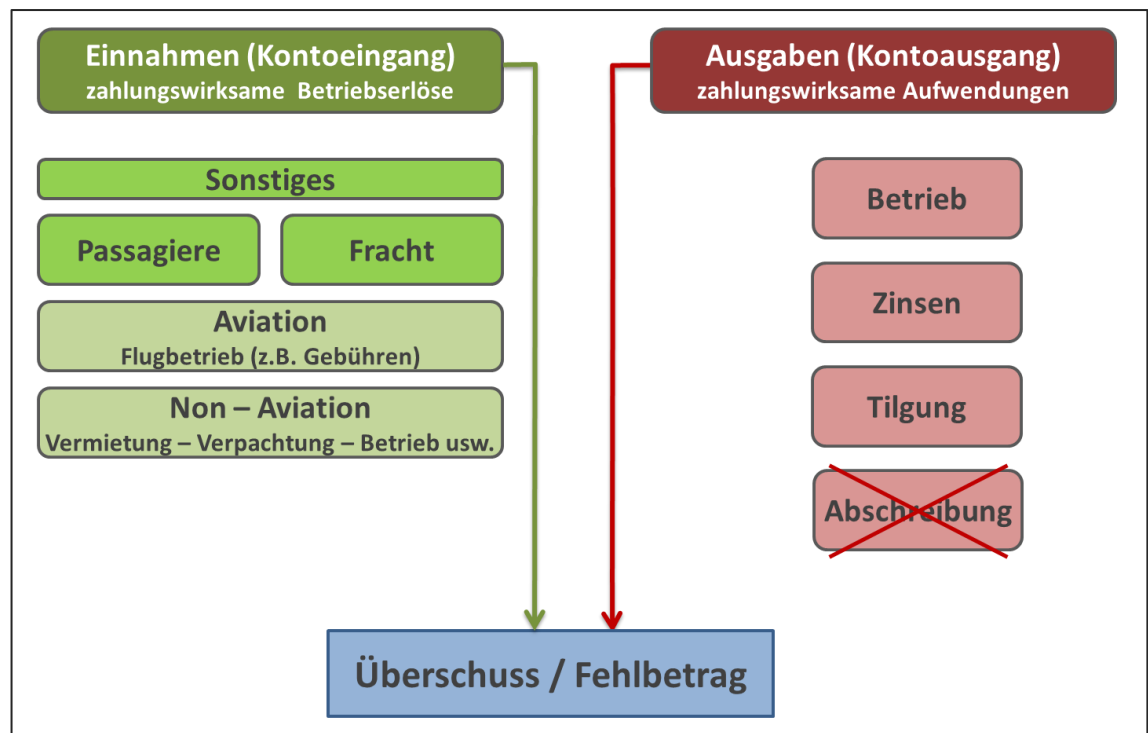 Einnahmen (Kontoeingang)
zahlungswirksame Betriebserlöse
Ausgaben (Kontoausgang)
zahlungswirksame Aufwendungen
Sonstiges
Passagiere
Fracht
Aviation
Flugbetrieb (z.B. Gebühren)
Non – Aviation
Vermietung – Verpachtung – Betrieb usw.
Betrieb
Zinsen
Tilgung
Abschreibung
Überschuss / Fehlbetrag